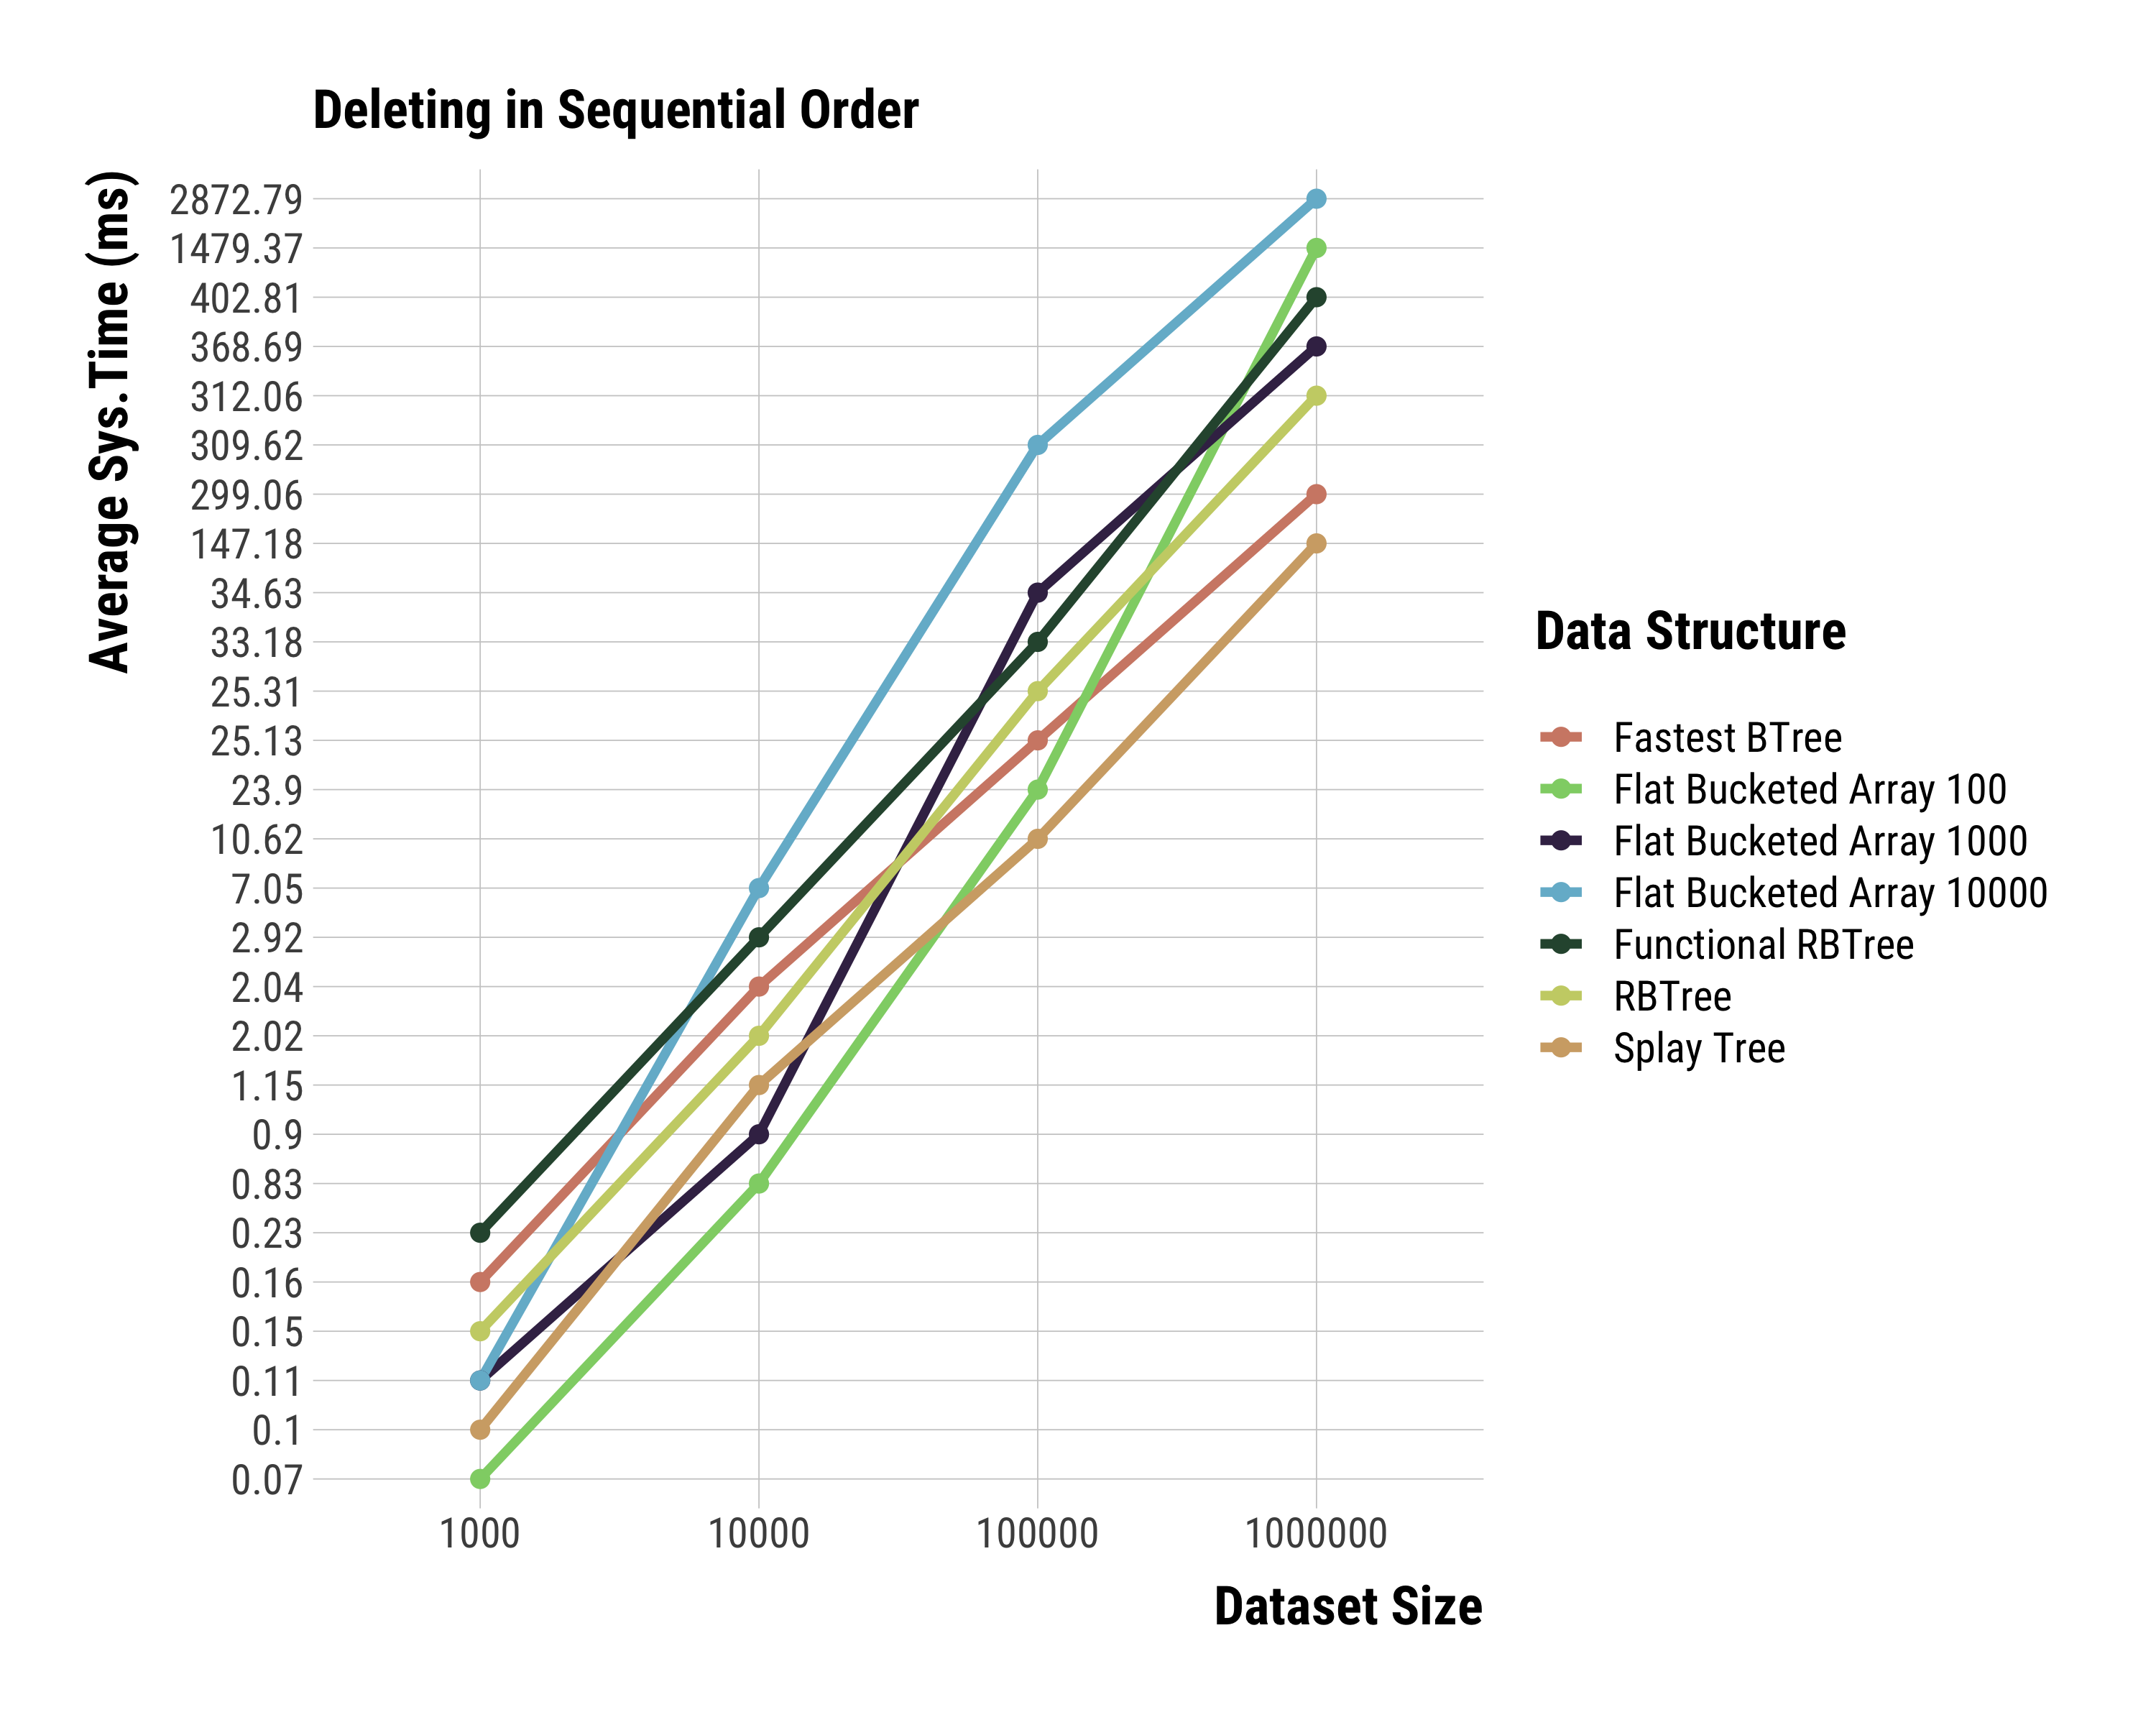 Deleting in Sequential Order
Average Sys.Time (ms)
2872.79
1479.37
402.81
368.69
312.06
309.62
299.06
147.18
34.63
33.18
25.31
25.13
23.9
10.62
7.05
2.92
2.04
2.02
1.15
0.9
0.83
0.23
0.16
0.15
0.11
0.1
0.07
1000
10000
100000
1000000
Dataset Size
Data Structure
Fastest BTree
Flat Bucketed Array 100
Flat Bucketed Array 1000
Flat Bucketed Array 10000
Functional RBTree
RBTree
Splay Tree